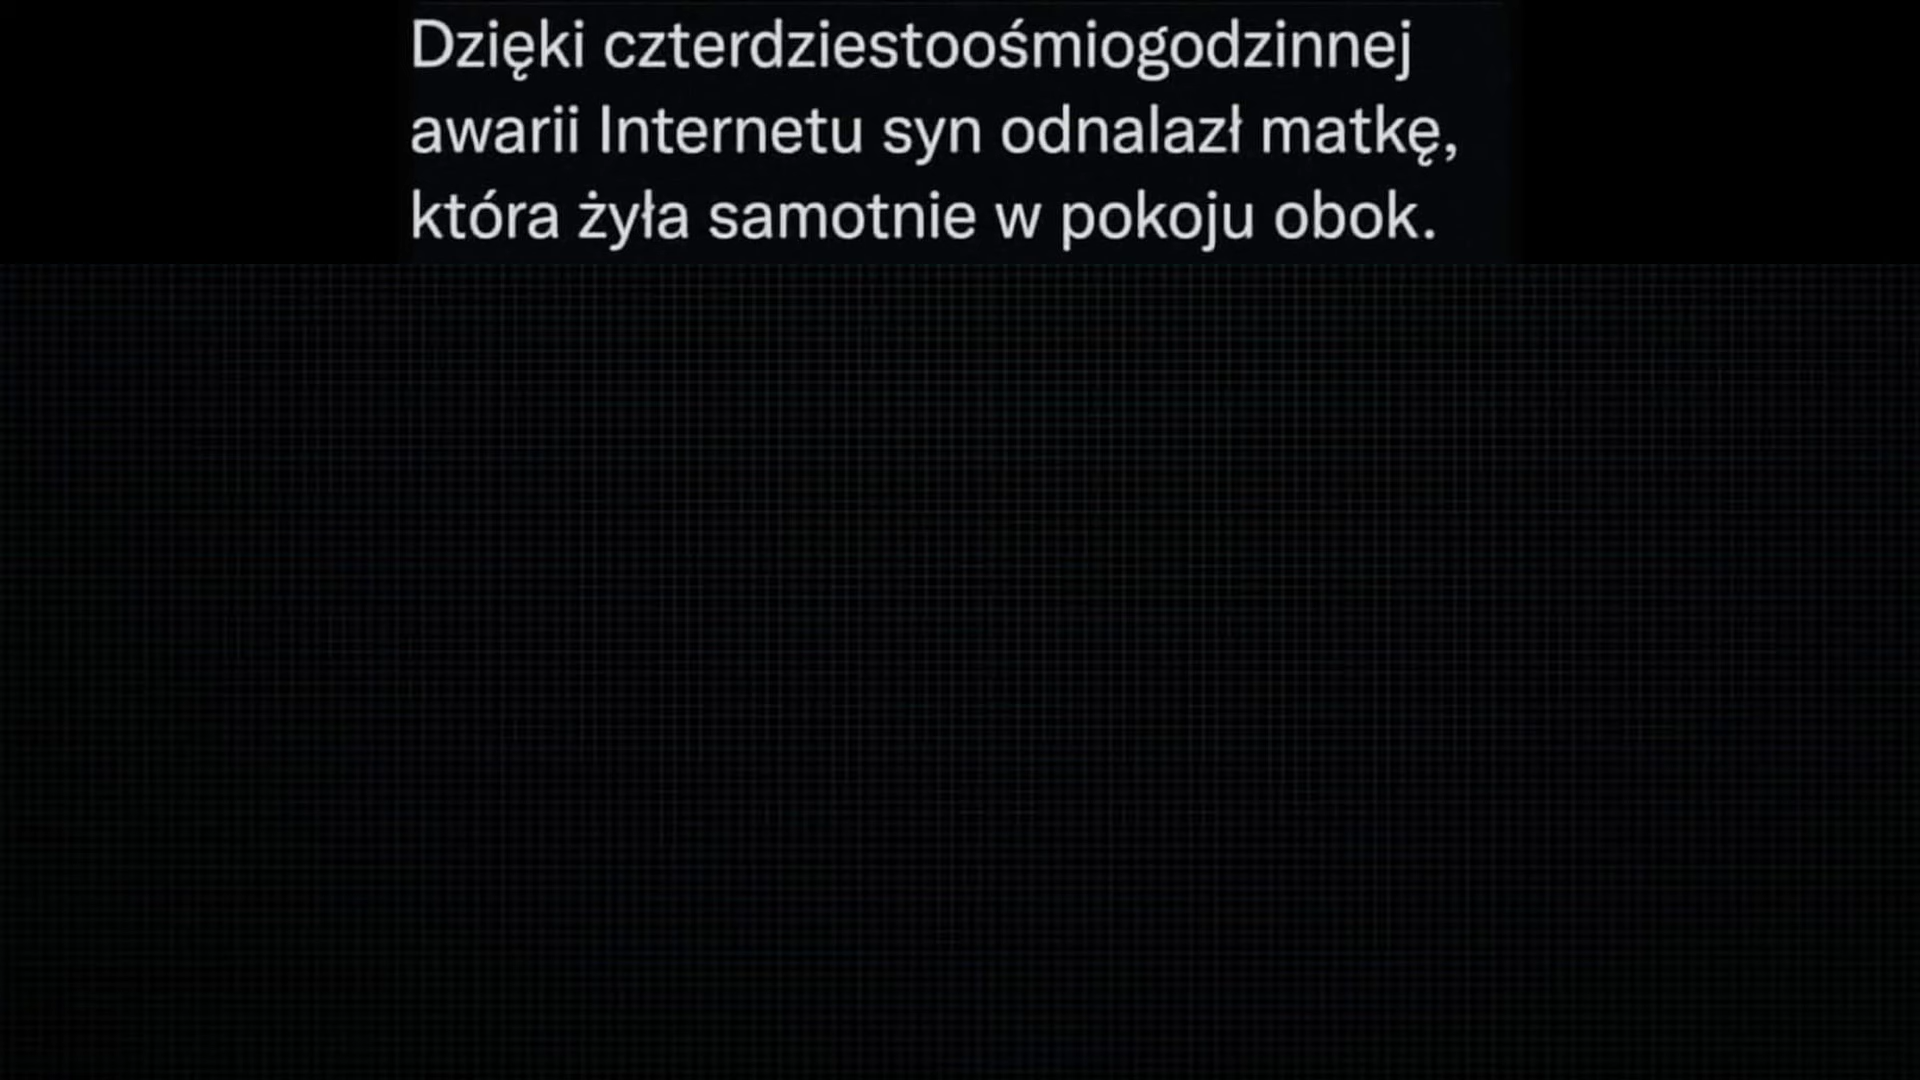 Dzięki czterdziestoośmiogodzinnej
awarii Internetu syn odnalazł matkę,
która żyła samotnie w pokoju obok.